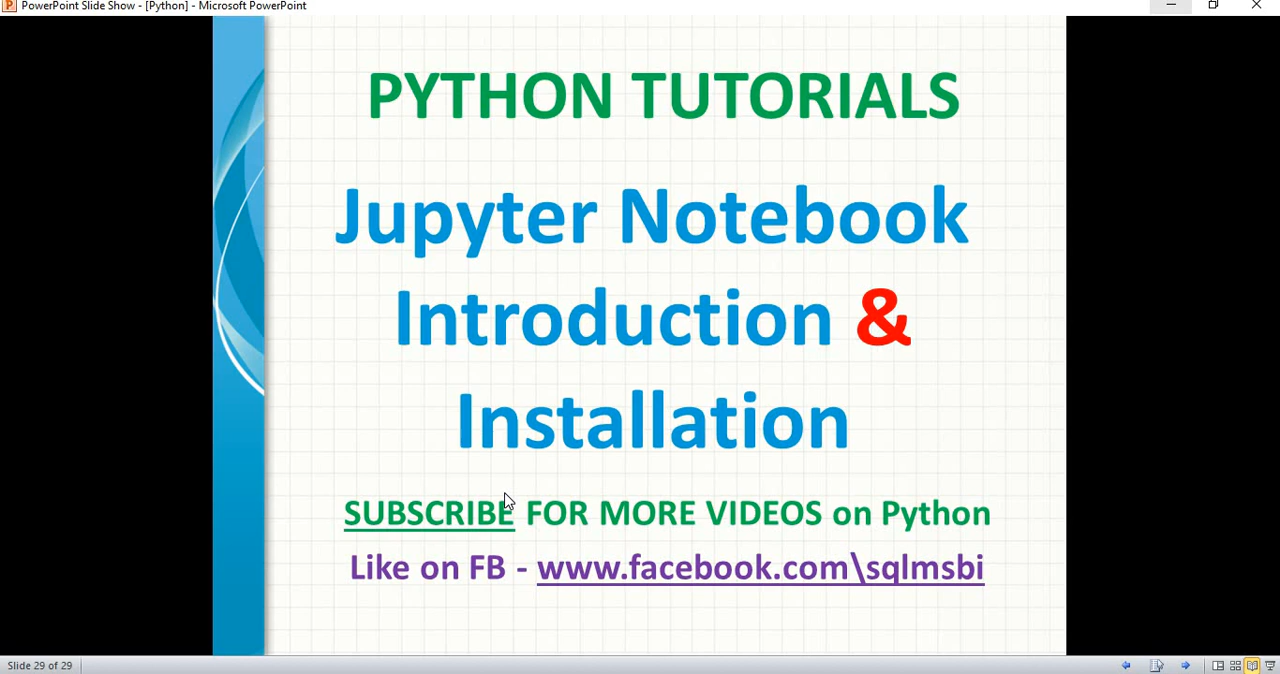 PowerPoint Slide Show - [Python] - Microsoft PowerPoint
PYTHON TUTORIALS
Jupyter Notebook
Introduction &
Installation
SUBSCRIBE FOR MORE VIDEOS on Python
Like on FB - www.facebook.com\sqlmsbi
Slide 29 of 29